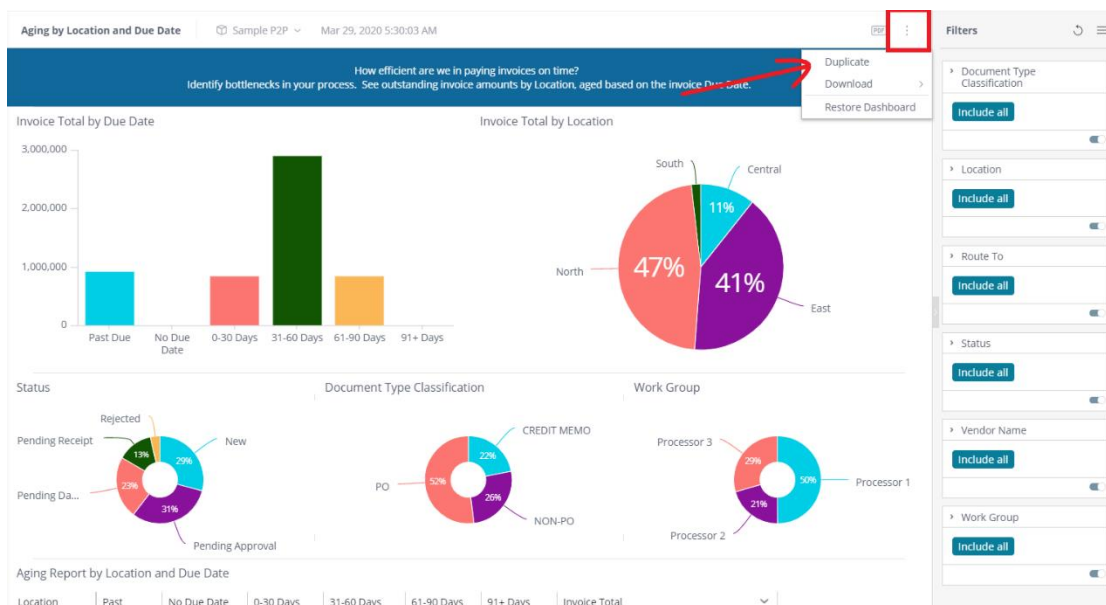 Aging by Location and Due Date
Sample P2P
Mar 29, 2020 5:30:03 AM
PDF
Filters
Duplicate
Download
Restore Dashboard
How efficient are we in paying invoices on time?
Identify bottlenecks in your process. See outstanding invoice amounts by Location, aged based on the invoice Due Date.
Invoice Total by Due Date
3,000,000
2,000,000
1,000,000
0
Past Due
No Due
Date
0-30 Days
31-60 Days
61-90 Days
91+ Days
Invoice Total by Location
South
Central
11%
North
47%
41%
East
Status
Rejected
Pending Receipt
New
13%
29%
Pending Da...
23%
31%
Pending Approval
Document Type Classification
CREDIT MEMO
22%
PO
52%
26%
NON-PO
Work Group
Processor 3
29%
50%
Processor 1
21%
Processor 2
Aging Report by Location and Due Date
Location
Past
No Due Date
0-30 Days
31-60 Days
61-90 Days
91+ Days
Invoice Total
Document Type
Classification
Include all
Location
Include all
Route To
Include all
Status
Include all
Vendor Name
Include all
Work Group
Include all